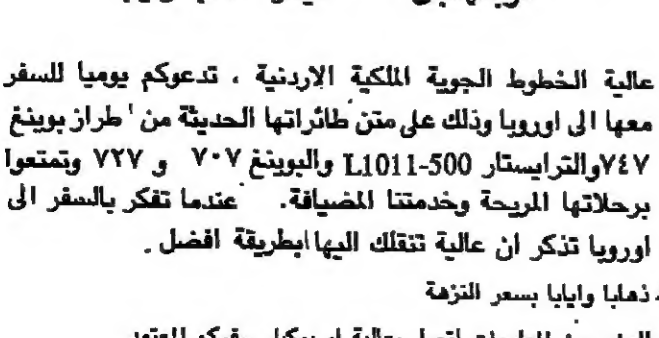 عالية الخطوط الجوية الملكية الاردنية ، تدعوكم يوميا للسفر
معها الى اوروبا وذلك على متن طائراتها الحديثة من طراز بوينغ
٧٤٧والترايستار L1011-500 والبوينغ ٧٠٧ و ٧٢٧ وتمتعوا
برحلاتها المريحة وخدمتنا المضيافة. عندما تفكر بالسفر الى
اوروبا تذكر ان عالية تنقلك اليها ابطريقة افضل .
ذهابا وايابا بسعر النزهة